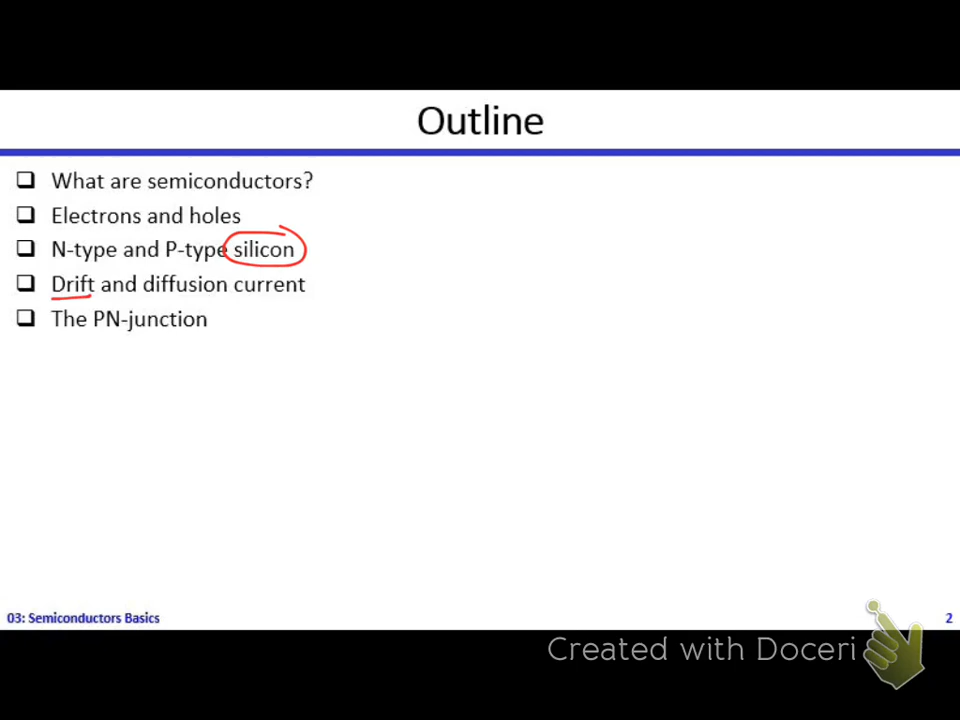 Outline
What are semiconductors?
Electrons and holes
N-type and P-type silicon
Drift and diffusion current
The PN-junction
03: Semiconductors Basics
2
Created with Doceri